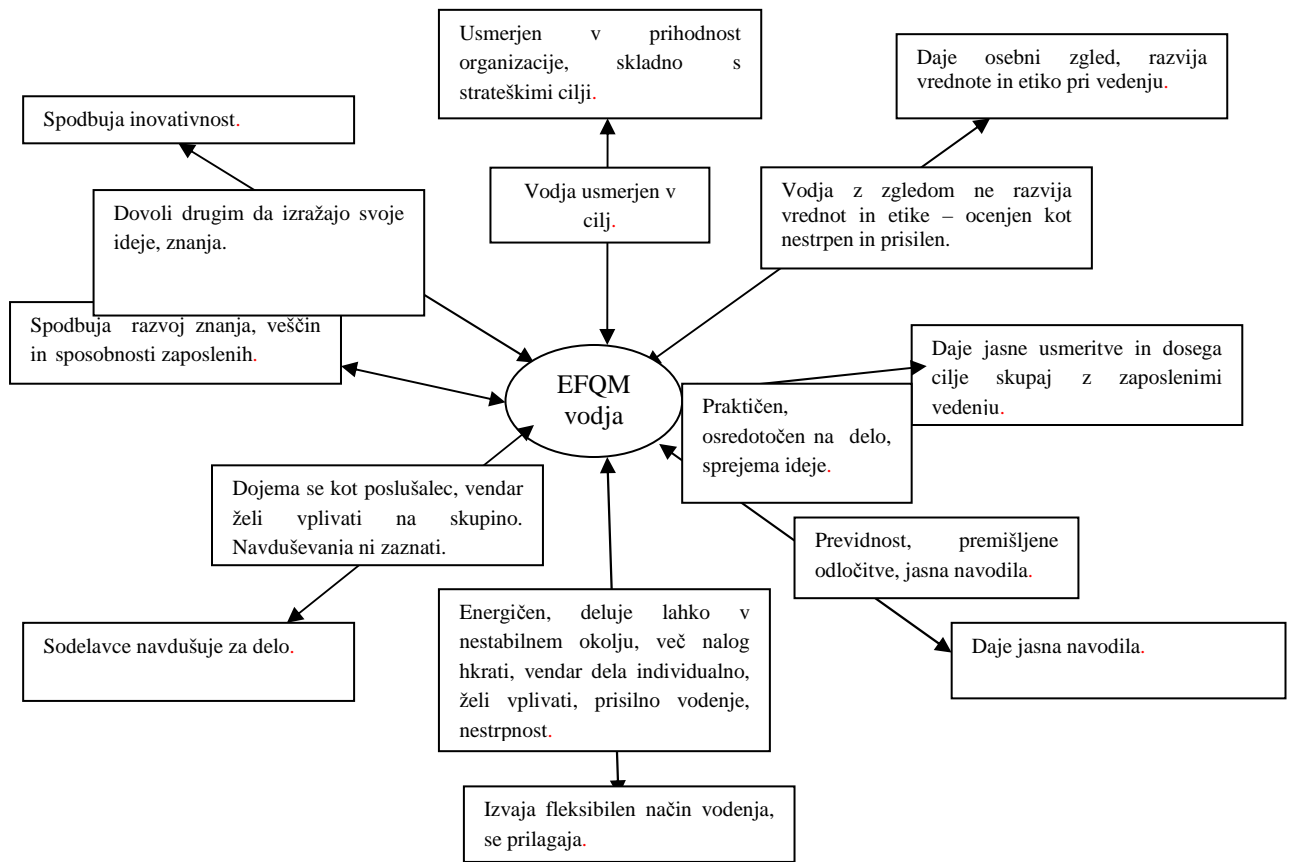 Usmerjen v prihodnost
organizacije, skladno s
strateškimi cilji.
Daje osebni zgled, razvija
vrednote in etiko pri vedenju.
Spodbuja inovativnost.
Vodja usmerjen v
cilj.
Vodja z zgledom ne razvija
vrednot in etike – ocenjen kot
nestrpen in prisilen.
Dovoli drugim da izražajo svoje
ideje, znanja.
Spodbuja razvoj znanja, veščin
in sposobnosti zaposlenih.
EFQM
vodja
Daje jasne usmeritve in dosega
cilje skupaj z zaposlenimi
vedenju.
Praktičen,
osredotočen na delo,
sprejema ideje.
Dojema se kot poslušalec, vendar
želi vplivati na skupino.
Navduševanja ni zaznati.
Previdnost, premišljene
odločitve, jasna navodila.
Energičen, deluje lahko v
nestabilnem okolju, več nalog
hkrati, vendar dela individualno,
želi vplivati, prisilno vodenje,
nestrpnost.
Sodelavce navdušuje za delo.
Daje jasna navodila.
Izvaja fleksibilen način vodenja,
se prilagaja.